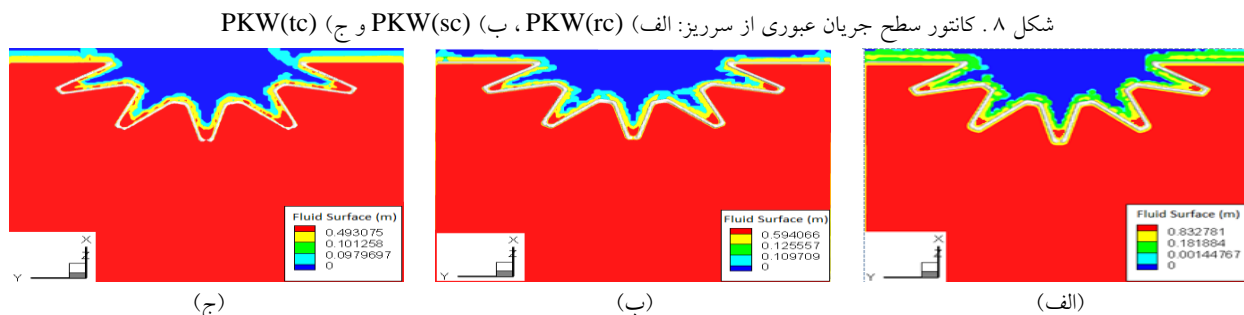 شکل ۸. کانتور سطح جریان عبوری از سرریز: الف) PKW(rc)، ب) PKW(sc) و ج) PKW(tc)
Fluid Surface (m)
0.832781
0.181884
0.00144767
0
X
Z
Y
(الف)
Fluid Surface (m)
0.594066
0.125557
0.109709
0
X
Z
Y
(ب)
Fluid Surface (m)
0.493075
0.101258
0.0979697
0
X
Z
Y
(ج)